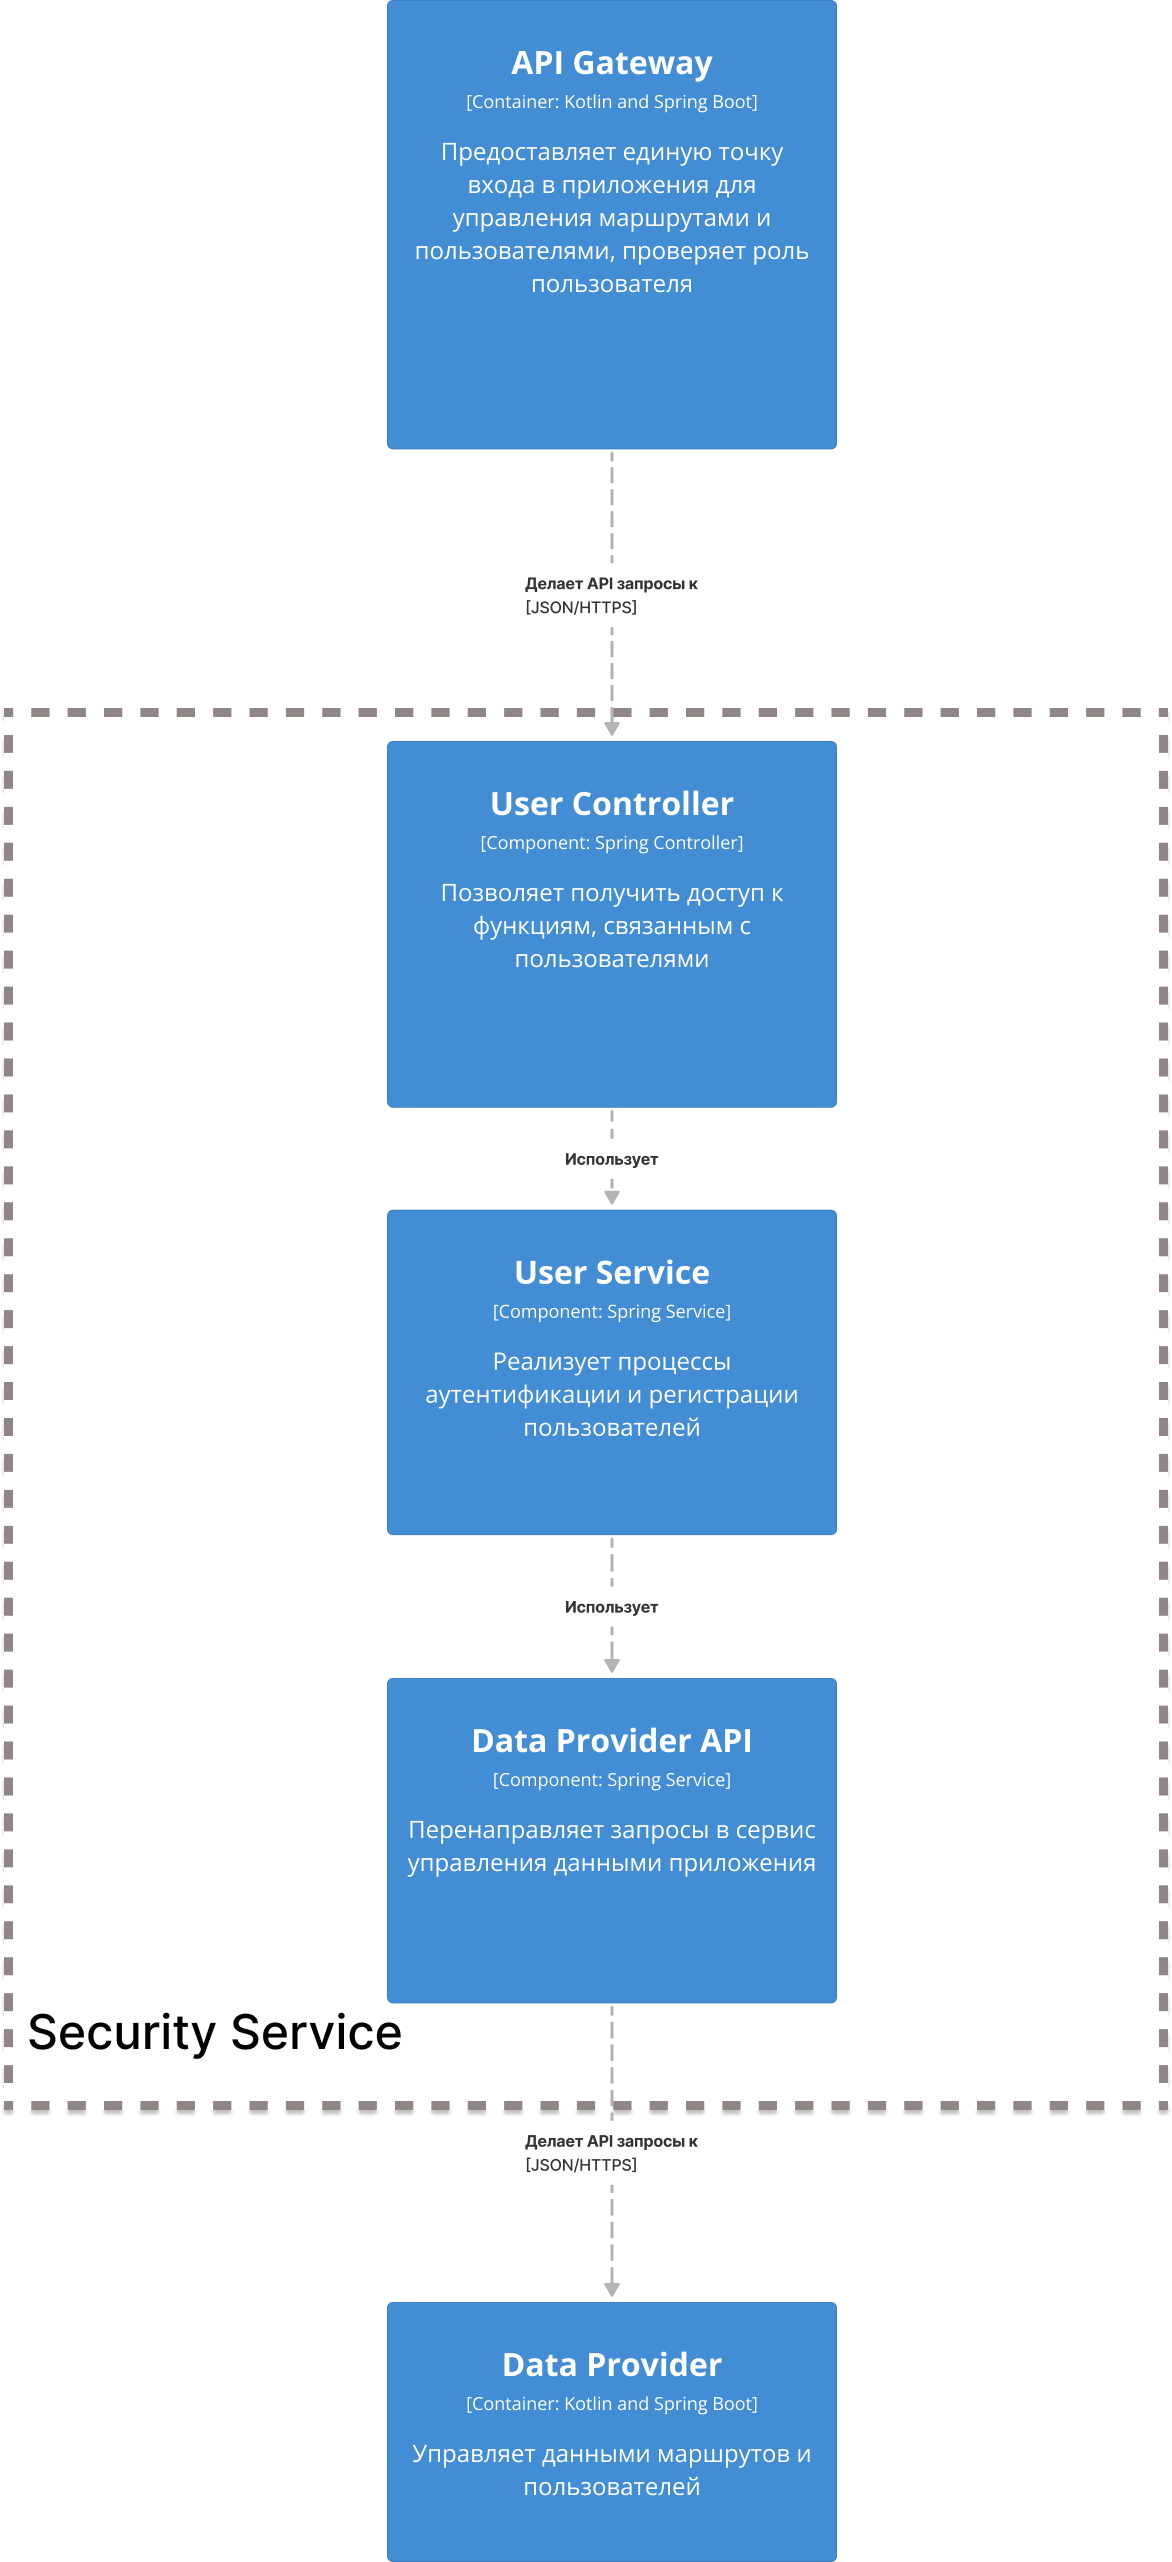 API Gateway
[Container: Kotlin and Spring Boot]
Предоставляет единую точку
входа в приложения для
управления маршрутами и
пользователями, проверяет роль
пользователя
Делает API запросы к
[JSON/HTTPS]
User Controller
[Component: Spring Controller]
Позволяет получить доступ к
функциям, связанным с
пользователями
Использует
User Service
[Component: Spring Service]
Реализует процессы
аутентификации и регистрации
пользователей
Использует
Data Provider API
[Component: Spring Service]
Перенаправляет запросы в сервис
управления данными приложения
Security Service
Делает API запросы к
[JSON/HTTPS]
Data Provider
[Container: Kotlin and Spring Boot]
Управляет данными маршрутов и
пользователей